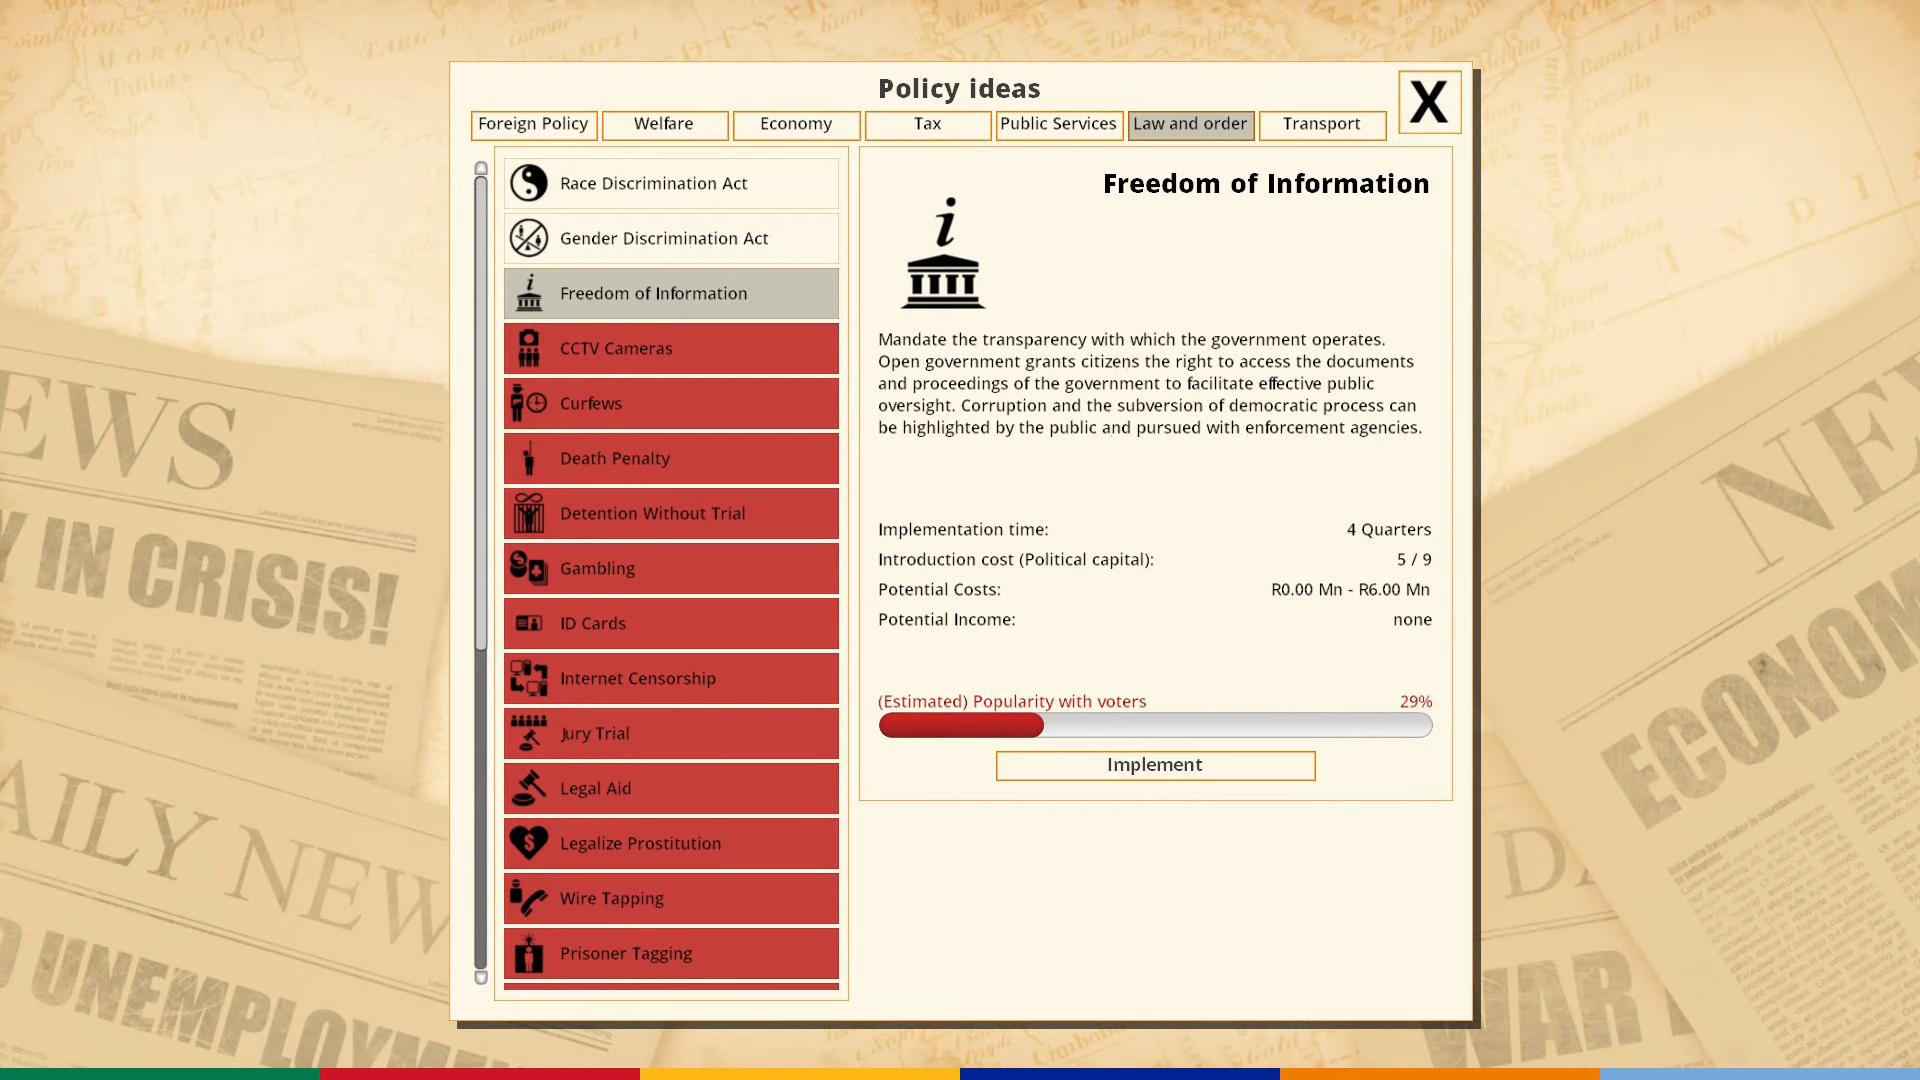 Policy ideas
X
Foreign Policy
Welfare
Economy
Tax
Public Services
Law and order
Transport
Race Discrimination Act
Gender Discrimination Act
Freedom of Information
CCTV Cameras
Curfews
Death Penalty
Detention Without Trial
Gambling
ID Cards
Internet Censorship
Jury Trial
Legal Aid
Legalize Prostitution
Wire Tapping
Prisoner Tagging
Freedom of Information
Mandate the transparency with which the government operates.
Open government grants citizens the right to access the documents
and proceedings of the government to facilitate effective public
oversight. Corruption and the subversion of democratic process can
be highlighted by the public and pursued with enforcement agencies.
Implementation time: 4 Quarters
Introduction cost (Political capital): 5 / 9
Potential Costs: R0.00 Mn - R6.00 Mn
Potential Income: none
(Estimated) Popularity with voters 29%
Implement
EWS
Y IN CRISIS!
AILY NEW
UNEMPLOYME
NE
ECONOM
DA
WAR